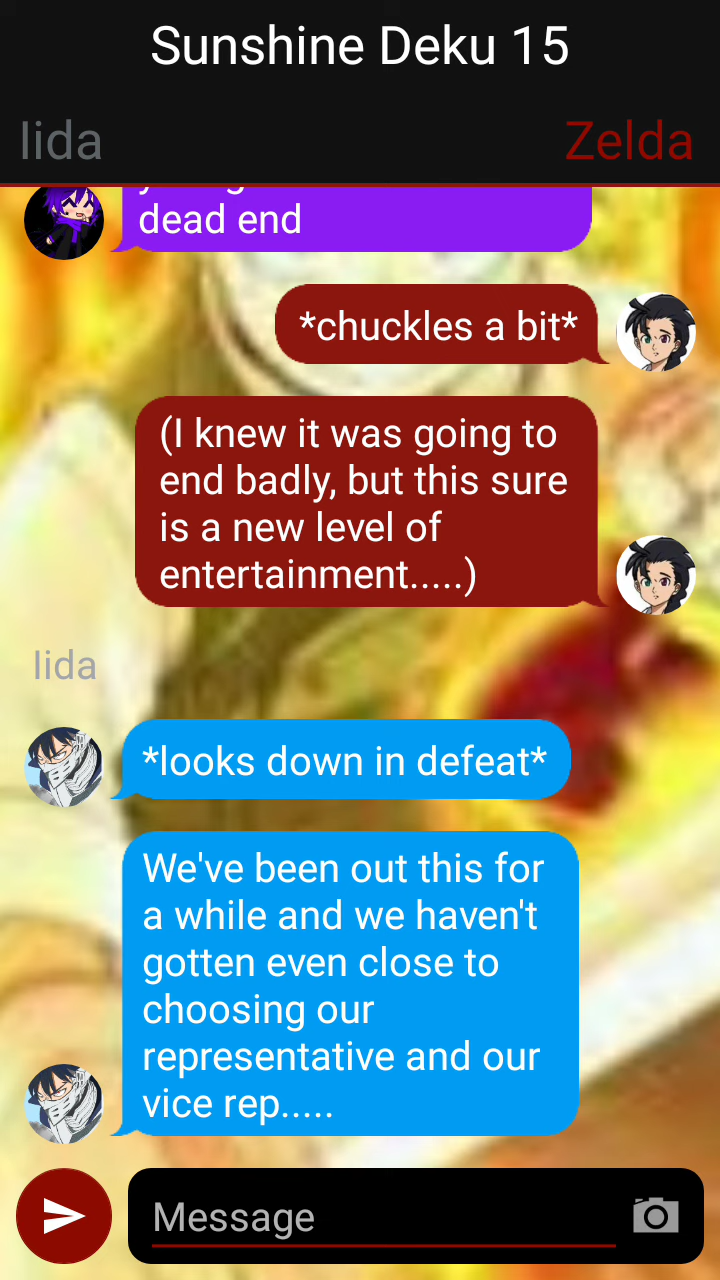 Sunshine Deku 15
Iida
Zelda
dead end
*chuckles a bit*
(I knew it was going to
end badly, but this sure
is a new level of
entertainment.....)
Iida
*looks down in defeat*
We've been out this for
a while and we haven't
gotten even close to
choosing our
representative and our
vice rep.....
Message